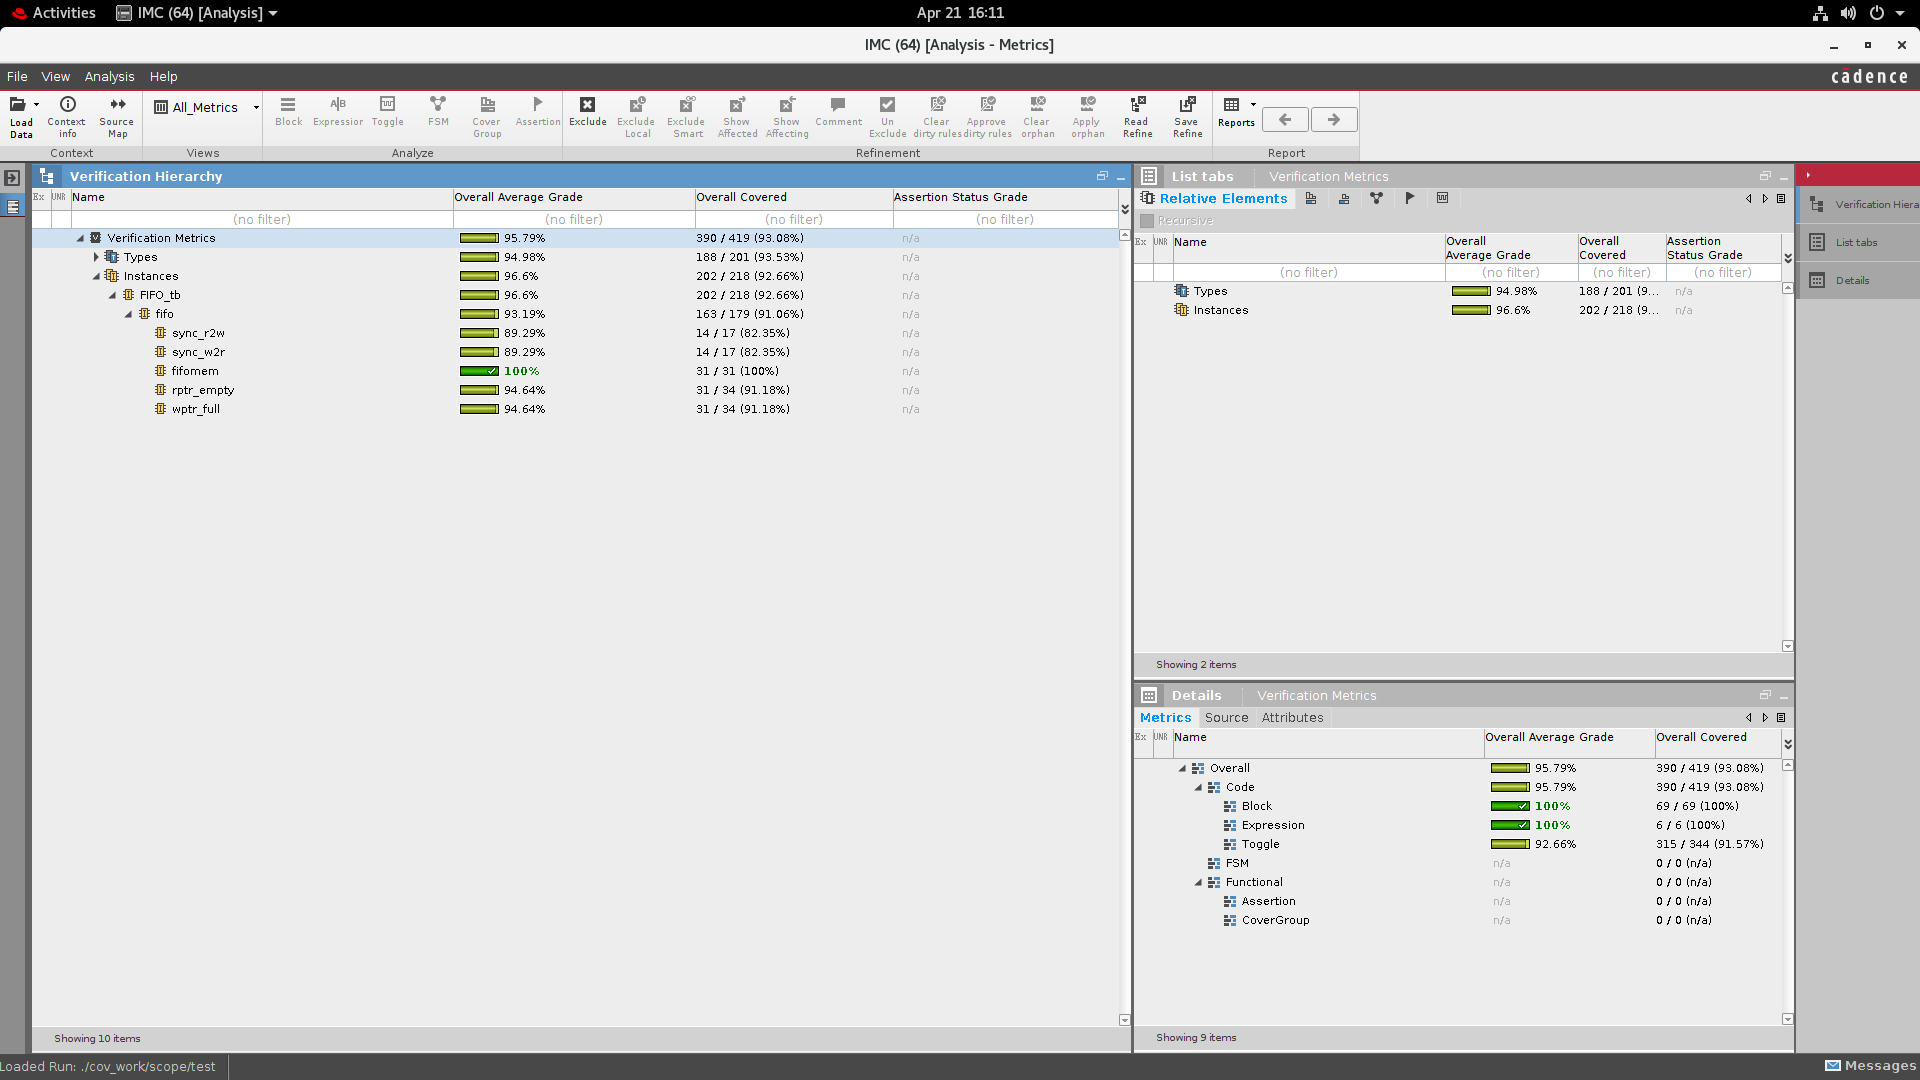 Activities IMC (64) [Analysis] Apr 21 16:11
IMC (64) [Analysis - Metrics]
File View Analysis Help cādence
Load Data Context info Source Map All_Metrics Block Expression Toggle FSM Cover Group Assertion Exclude Exclude Local Exclude Smart Show Affected Show Affecting Comment Un Exclude Clear dirty rules Approve dirty rules Clear orphan Apply orphan Read Refine Save Refine Reports
Context Views Analyze Refinement Report
Verification Hierarchy
Ex UNR Name Overall Average Grade Overall Covered Assertion Status Grade
(no filter) (no filter) (no filter) (no filter)
Verification Metrics 95.79% 390 / 419 (93.08%) n/a
Types 94.98% 188 / 201 (93.53%) n/a
Instances 96.6% 202 / 218 (92.66%) n/a
FIFO_tb 96.6% 202 / 218 (92.66%) n/a
fifo 93.19% 163 / 179 (91.06%) n/a
sync_r2w 89.29% 14 / 17 (82.35%) n/a
sync_w2r 89.29% 14 / 17 (82.35%) n/a
fifomem 100% 31 / 31 (100%) n/a
rptr_empty 94.64% 31 / 34 (91.18%) n/a
wptr_full 94.64% 31 / 34 (91.18%) n/a
Showing 10 items
List tabs Verification Metrics
Relative Elements
Recursive
Ex UNR Name Overall Average Grade Overall Covered Assertion Status Grade
(no filter) (no filter) (no filter) (no filter)
Types 94.98% 188 / 201 (9... n/a
Instances 96.6% 202 / 218 (9... n/a
Showing 2 items
Details Verification Metrics
Metrics Source Attributes
Ex UNR Name Overall Average Grade Overall Covered
Overall 95.79% 390 / 419 (93.08%)
Code 95.79% 390 / 419 (93.08%)
Block 100% 69 / 69 (100%)
Expression 100% 6 / 6 (100%)
Toggle 92.66% 315 / 344 (91.57%)
FSM n/a 0 / 0 (n/a)
Functional n/a 0 / 0 (n/a)
Assertion n/a 0 / 0 (n/a)
CoverGroup n/a 0 / 0 (n/a)
Showing 9 items
Verification Hiera
List tabs
Details
Loaded Run: ./cov_work/scope/test Messages